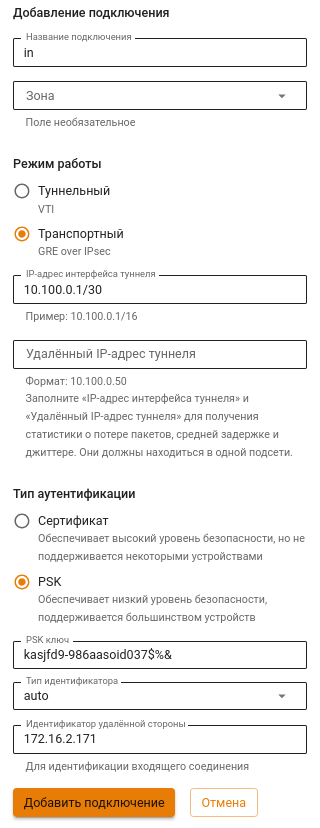 Добавление подключения
Название подключения
in
Зона
Поле необязательное
Режим работы
Туннельный
VTI
Транспортный
GRE over IPsec
IP-адрес интерфейса туннеля
10.100.0.1/30
Пример: 10.100.0.1/16
Удалённый IP-адрес туннеля
Формат: 10.100.0.50
Заполните «IP-адрес интерфейса туннеля» и
«Удалённый IP-адрес туннеля» для получения
статистики о потере пакетов, средней задержке и
джиттере. Они должны находиться в одной подсети.
Тип аутентификации
Сертификат
Обеспечивает высокий уровень безопасности, но не
поддерживается некоторыми устройствами
PSK
Обеспечивает низкий уровень безопасности,
поддерживается большинством устройств
PSK ключ
kasjfd9-986aasoid037$%&
Тип идентификатора
auto
Идентификатор удалённой стороны
172.16.2.171
Для идентификации входящего соединения
Добавить подключение
Отмена